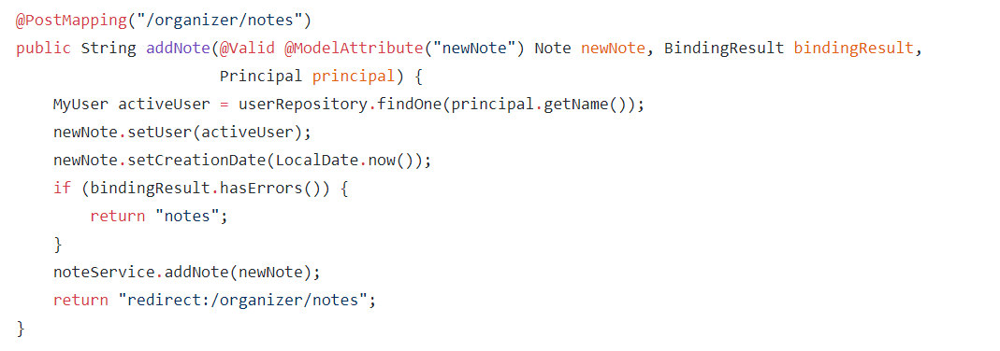 @PostMapping("/organizer/notes")
public String addNote(@Valid @ModelAttribute("newNote") Note newNote, BindingResult bindingResult,
                      Principal principal) {
    MyUser activeUser = userRepository.findOne(principal.getName());
    newNote.setUser(activeUser);
    newNote.setCreationDate(LocalDate.now());
    if (bindingResult.hasErrors()) {
        return "notes";
    }
    noteService.addNote(newNote);
    return "redirect:/organizer/notes";
}